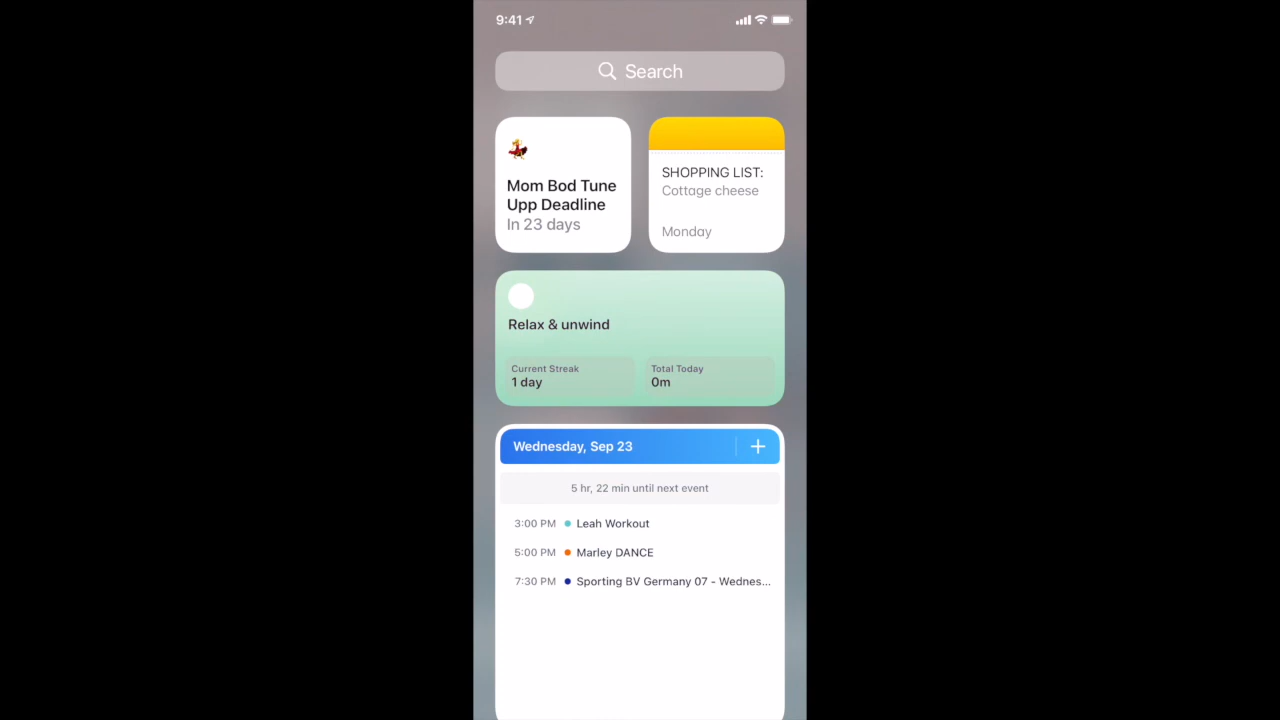 9:41
Search
Mom Bod Tune
Upp Deadline
In 23 days
SHOPPING LIST:
Cottage cheese
Monday
Relax & unwind
Current Streak
1 day
Total Today
0m
Wednesday, Sep 23
5 hr, 22 min until next event
3:00 PM Leah Workout
5:00 PM Marley DANCE
7:30 PM Sporting BV Germany 07 - Wednes...